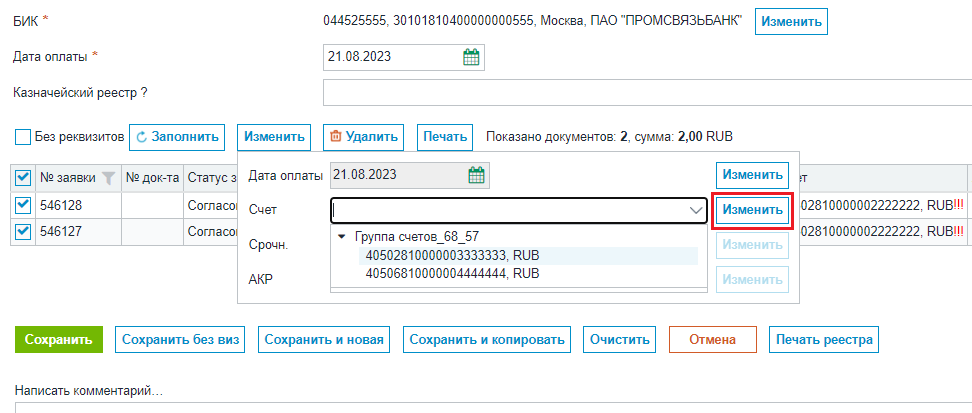 БИК * 044525555, 30101810400000000555, Москва, ПАО "ПРОМСВЯЗЬБАНК" Изменить
Дата оплаты * 21.08.2023
Казначейский реестр ?
Без реквизитов Заполнить Изменить Удалить Печать Показано документов: 2, сумма: 2,00 RUB
№ заявки № док-та Статус з ет
546128 Согласо 02810000002222222, RUB!!!
546127 Согласо 02810000002222222, RUB!!!
Дата оплаты 21.08.2023 Изменить
Счет Изменить
Срочн. Изменить
Группа счетов_68_57
40502810000003333333, RUB
40506810000004444444, RUB
АКР Изменить
Сохранить Сохранить без виз Сохранить и новая Сохранить и копировать Очистить Отмена Печать реестра
Написать комментарий...